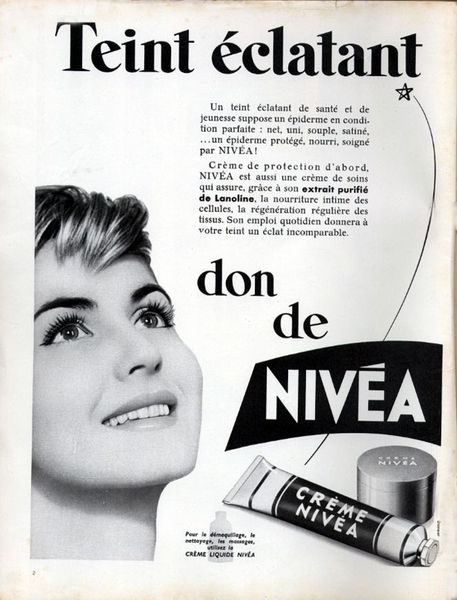 Teint éclatant
Un teint éclatant de santé et de
jeunesse suppose un épiderme en condi-
tion parfaite : net, uni, souple, satiné,
...un épiderme protégé, nourri, soigné
par NIVÉA!
Crème de protection d'abord,
NIVÉA est aussi une crème de soins
qui assure, grâce à son extrait purifié
de Lanoline, la nourriture intime des
cellules, la régénération régulière des
tissus. Son emploi quotidien donnera à
votre teint un éclat incomparable.
don
de
NIVÉA
CRÈME
NIVÉA
CRÈME
NIVÉA
Pour le démaquillage, le
nettoyage, les massages,
utilisez la
CRÈME LIQUIDE NIVÉA
2